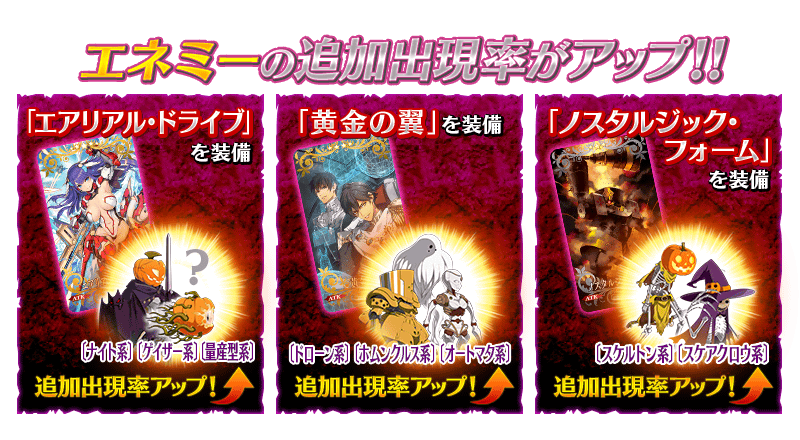 エネミーの追加出現率がアップ!!
「エアリアル・ドライブ」
を装備
ATK
?
〔ナイト系〕〔ゲイザー系〕〔量産型系〕
追加出現率アップ!
「黄金の翼」を装備
ATK
〔ドローン系〕〔ホムンクルス系〕〔オートマタ系〕
追加出現率アップ!
「ノスタルジック・
フォーム」
を装備
ATK
〔スケルトン系〕〔スケアクロウ系〕
追加出現率アップ!